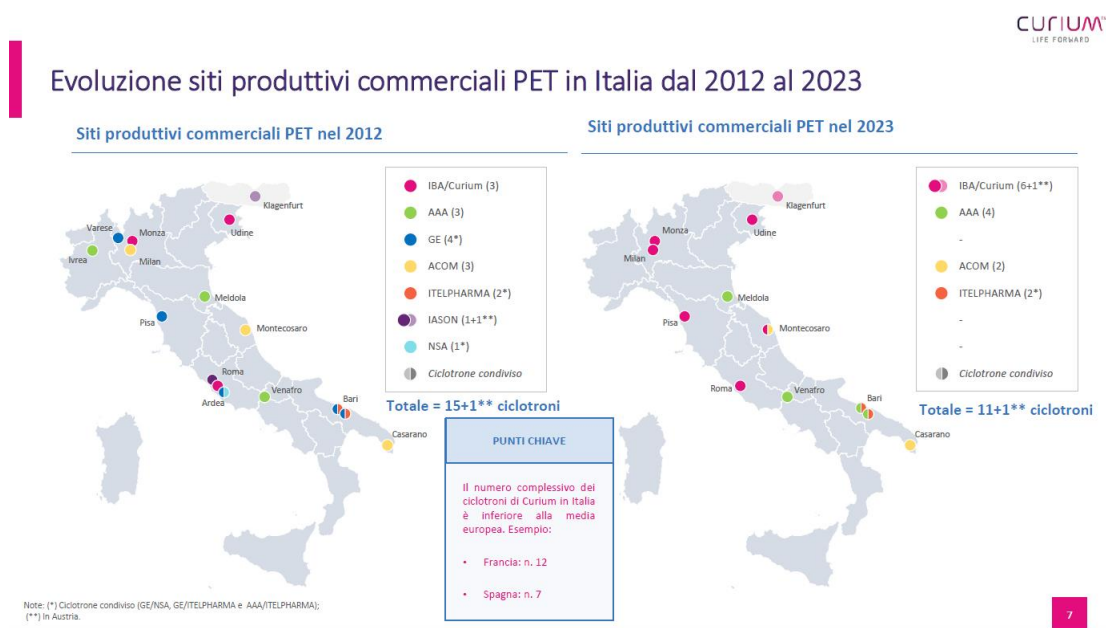 CURIUM™
LIFE FORWARD
Evoluzione siti produttivi commerciali PET in Italia dal 2012 al 2023
Siti produttivi commerciali PET nel 2012
Klagenfurt
Varese
Monza
Udine
Ivrea
Milan
Meldola
Pisa
Montecosaro
Roma
Ardea
Venafro
Bari
Casarano
IBA/Curium (3)
AAA (3)
GE (4*)
ACOM (3)
ITELPHARMA (2*)
IASON (1+1**)
NSA (1*)
Ciclotrone condiviso
Totale = 15+1** ciclotroni
PUNTI CHIAVE
Il numero complessivo dei
ciclotroni di Curium in Italia
è inferiore alla media
europea. Esempio:
• Francia: n. 12
• Spagna: n. 7
Siti produttivi commerciali PET nel 2023
Klagenfurt
Monza
Udine
Milan
Meldola
Pisa
Montecosaro
Roma
Venafro
Bari
Casarano
IBA/Curium (6+1**)
AAA (4)
-
ACOM (2)
ITELPHARMA (2*)
-
-
Ciclotrone condiviso
Totale = 11+1** ciclotroni
Note: (*) Ciclotrone condiviso (GE/NSA, GE/ITELPHARMA e AAA/ITELPHARMA);
(**) In Austria.
7